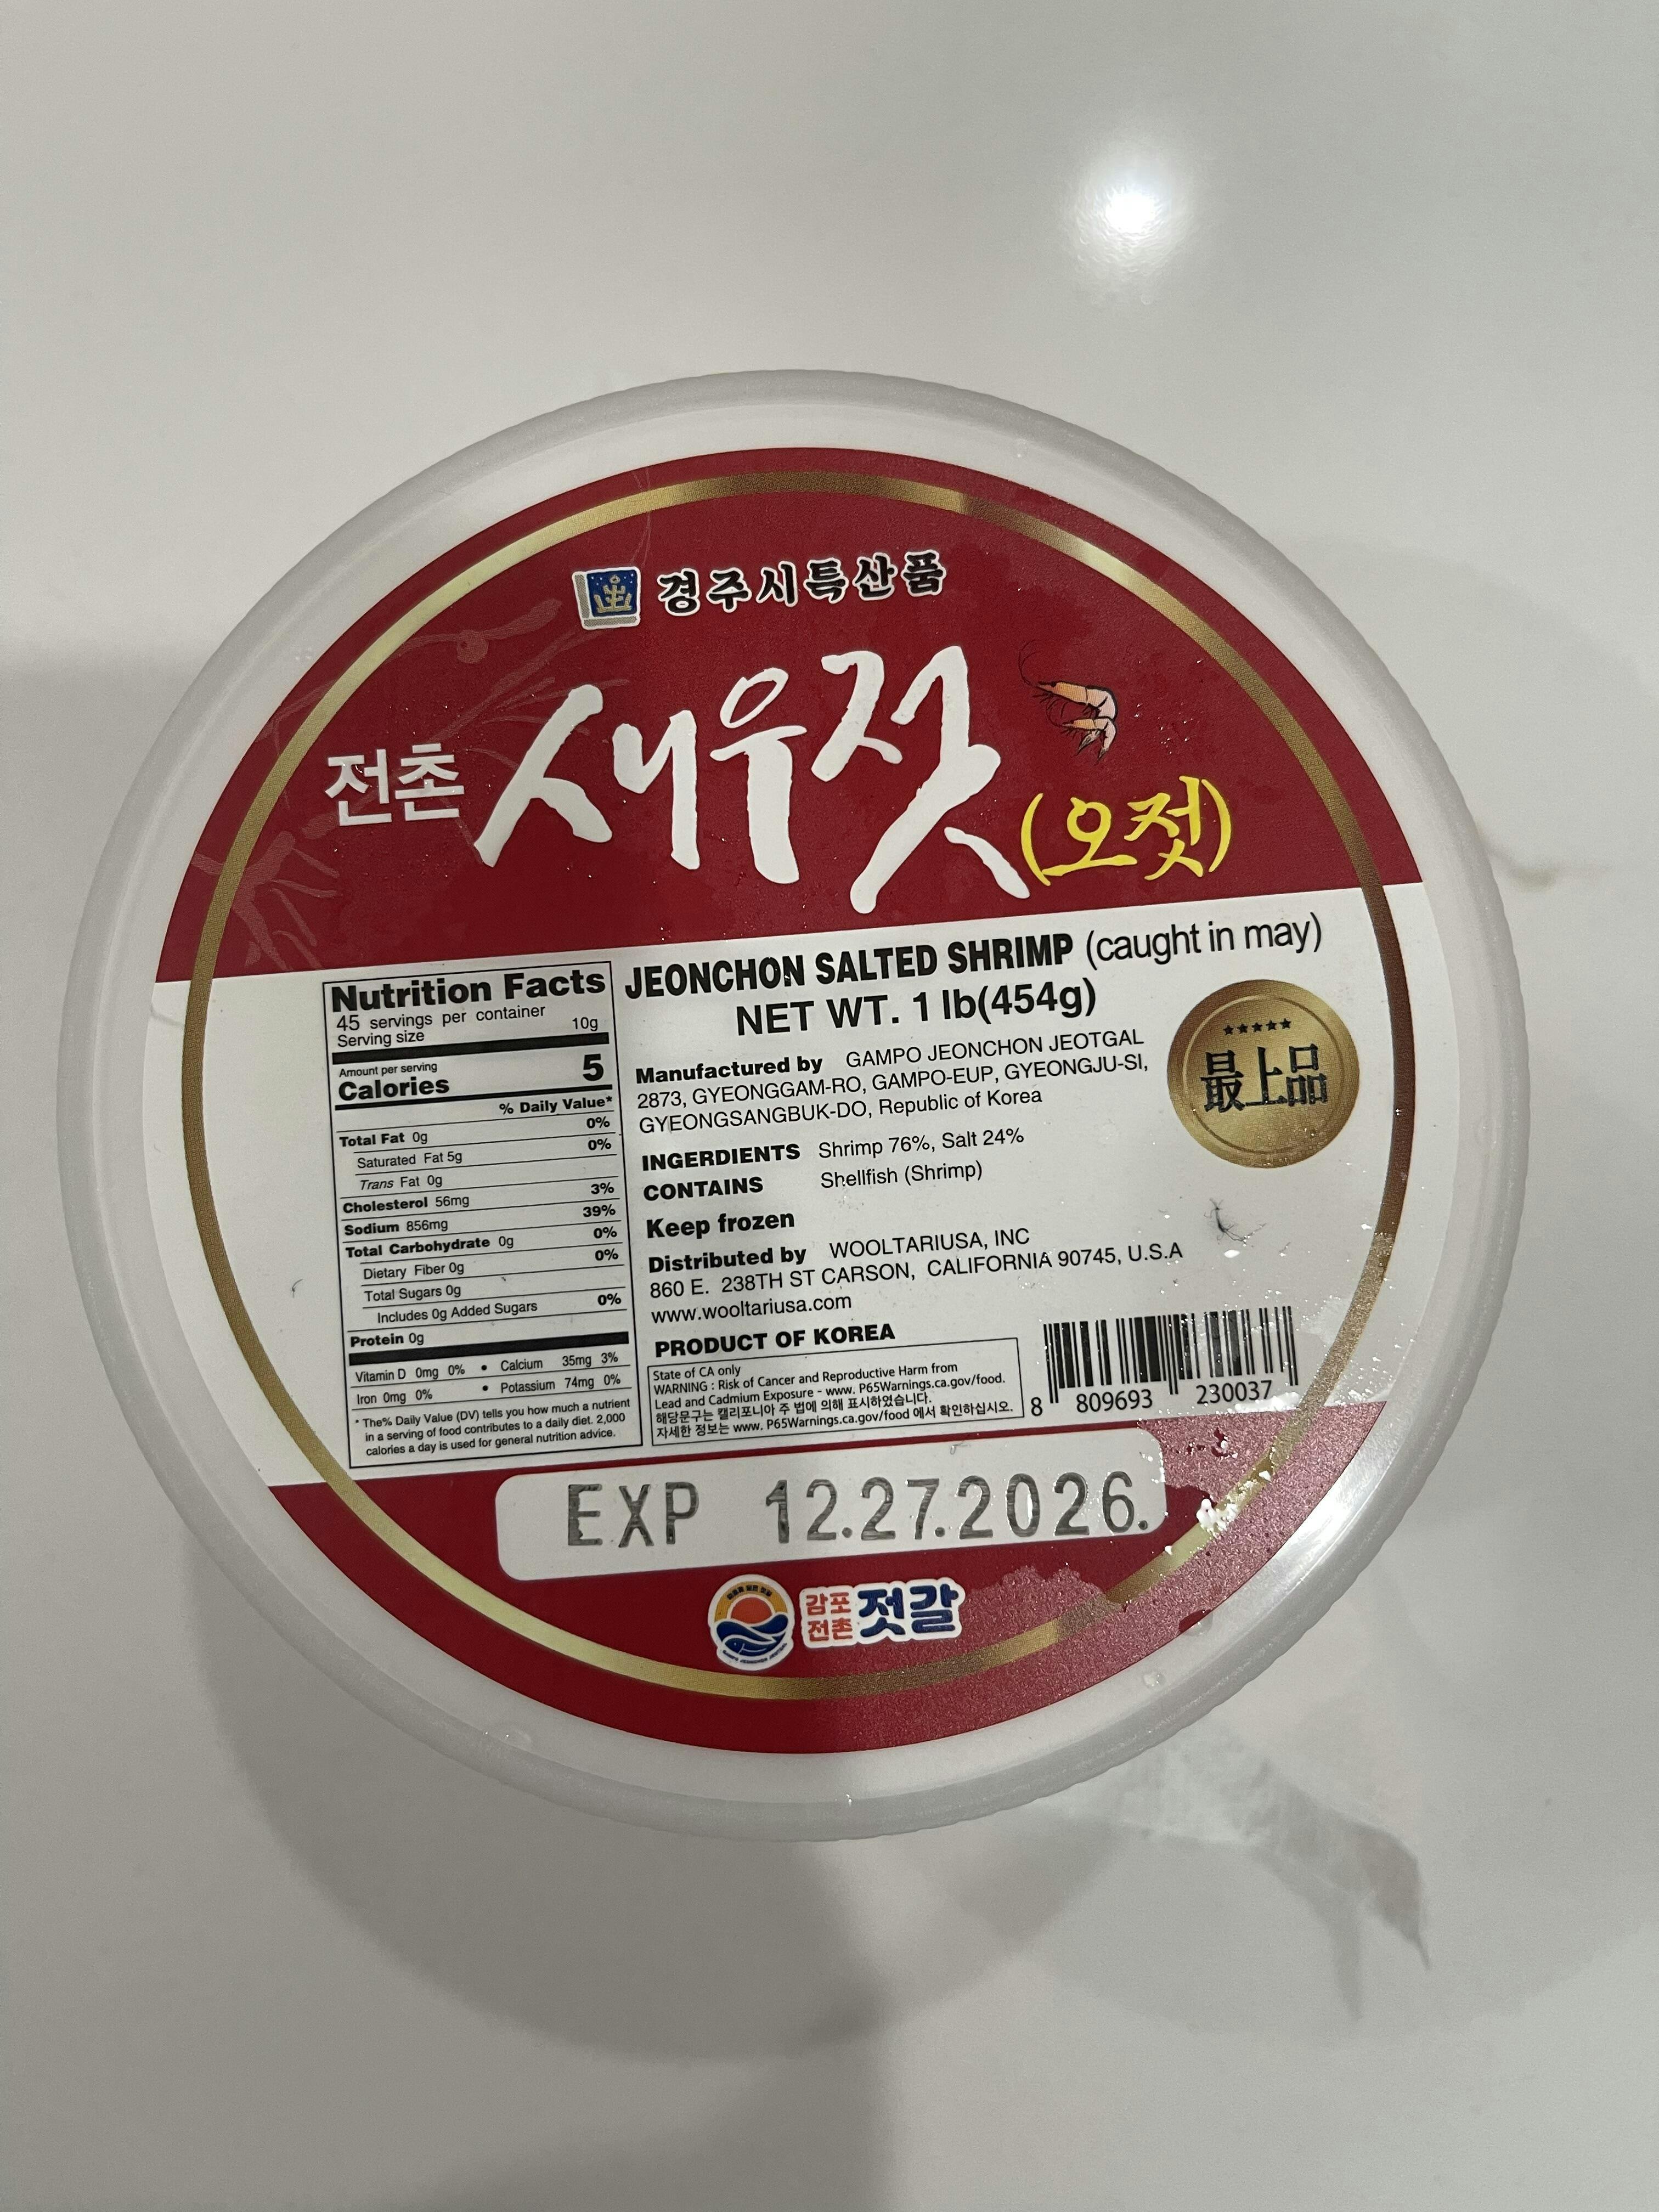 경주시특산품
전촌 새우젓
(오젓)
JEONCHON SALTED SHRIMP (caught in may)
NET WT. 1 lb(454g)
Nutrition Facts
45 servings per container
Serving size 10g
Amount per serving
Calories 5
% Daily Value*
Total Fat 0g 0%
Saturated Fat 5g 0%
Trans Fat 0g
Cholesterol 56mg 3%
Sodium 856mg 39%
Total Carbohydrate 0g 0%
Dietary Fiber 0g 0%
Total Sugars 0g
Includes 0g Added Sugars 0%
Protein 0g
Vitamin D 0mg 0% • Calcium 35mg 3%
Iron 0mg 0% • Potassium 74mg 0%
* The% Daily Value (DV) tells you how much a nutrient
in a serving of food contributes to a daily diet. 2,000
calories a day is used for general nutrition advice.
Manufactured by GAMPO JEONCHON JEOTGAL
2873, GYEONGGAM-RO, GAMPO-EUP, GYEONGJU-SI,
GYEONGSANGBUK-DO, Republic of Korea
INGERDIENTS Shrimp 76%, Salt 24%
CONTAINS Shellfish (Shrimp)
Keep frozen
Distributed by WOOLTARIUSA, INC
860 E. 238TH ST CARSON, CALIFORNIA 90745, U.S.A
www.wooltariusa.com
PRODUCT OF KOREA
State of CA only
WARNING : Risk of Cancer and Reproductive Harm from
Lead and Cadmium Exposure - www. P65Warnings.ca.gov/food.
해당문구는 캘리포니아 주 법에 의해 표시하였습니다.
자세한 정보는 www. P65Warnings.ca.gov/food 에서 확인하십시오.
最上品
8 809693 230037
EXP 12.27.2026.
감포
전촌
젓갈